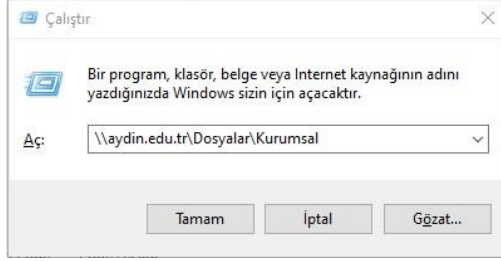 Çalıştır
Bir program, klasör, belge veya Internet kaynağının adını
yazdığınızda Windows sizin için açacaktır.
Aç:
\\aydin.edu.tr\Dosyalar\Kurumsal
Tamam
İptal
Gözat...